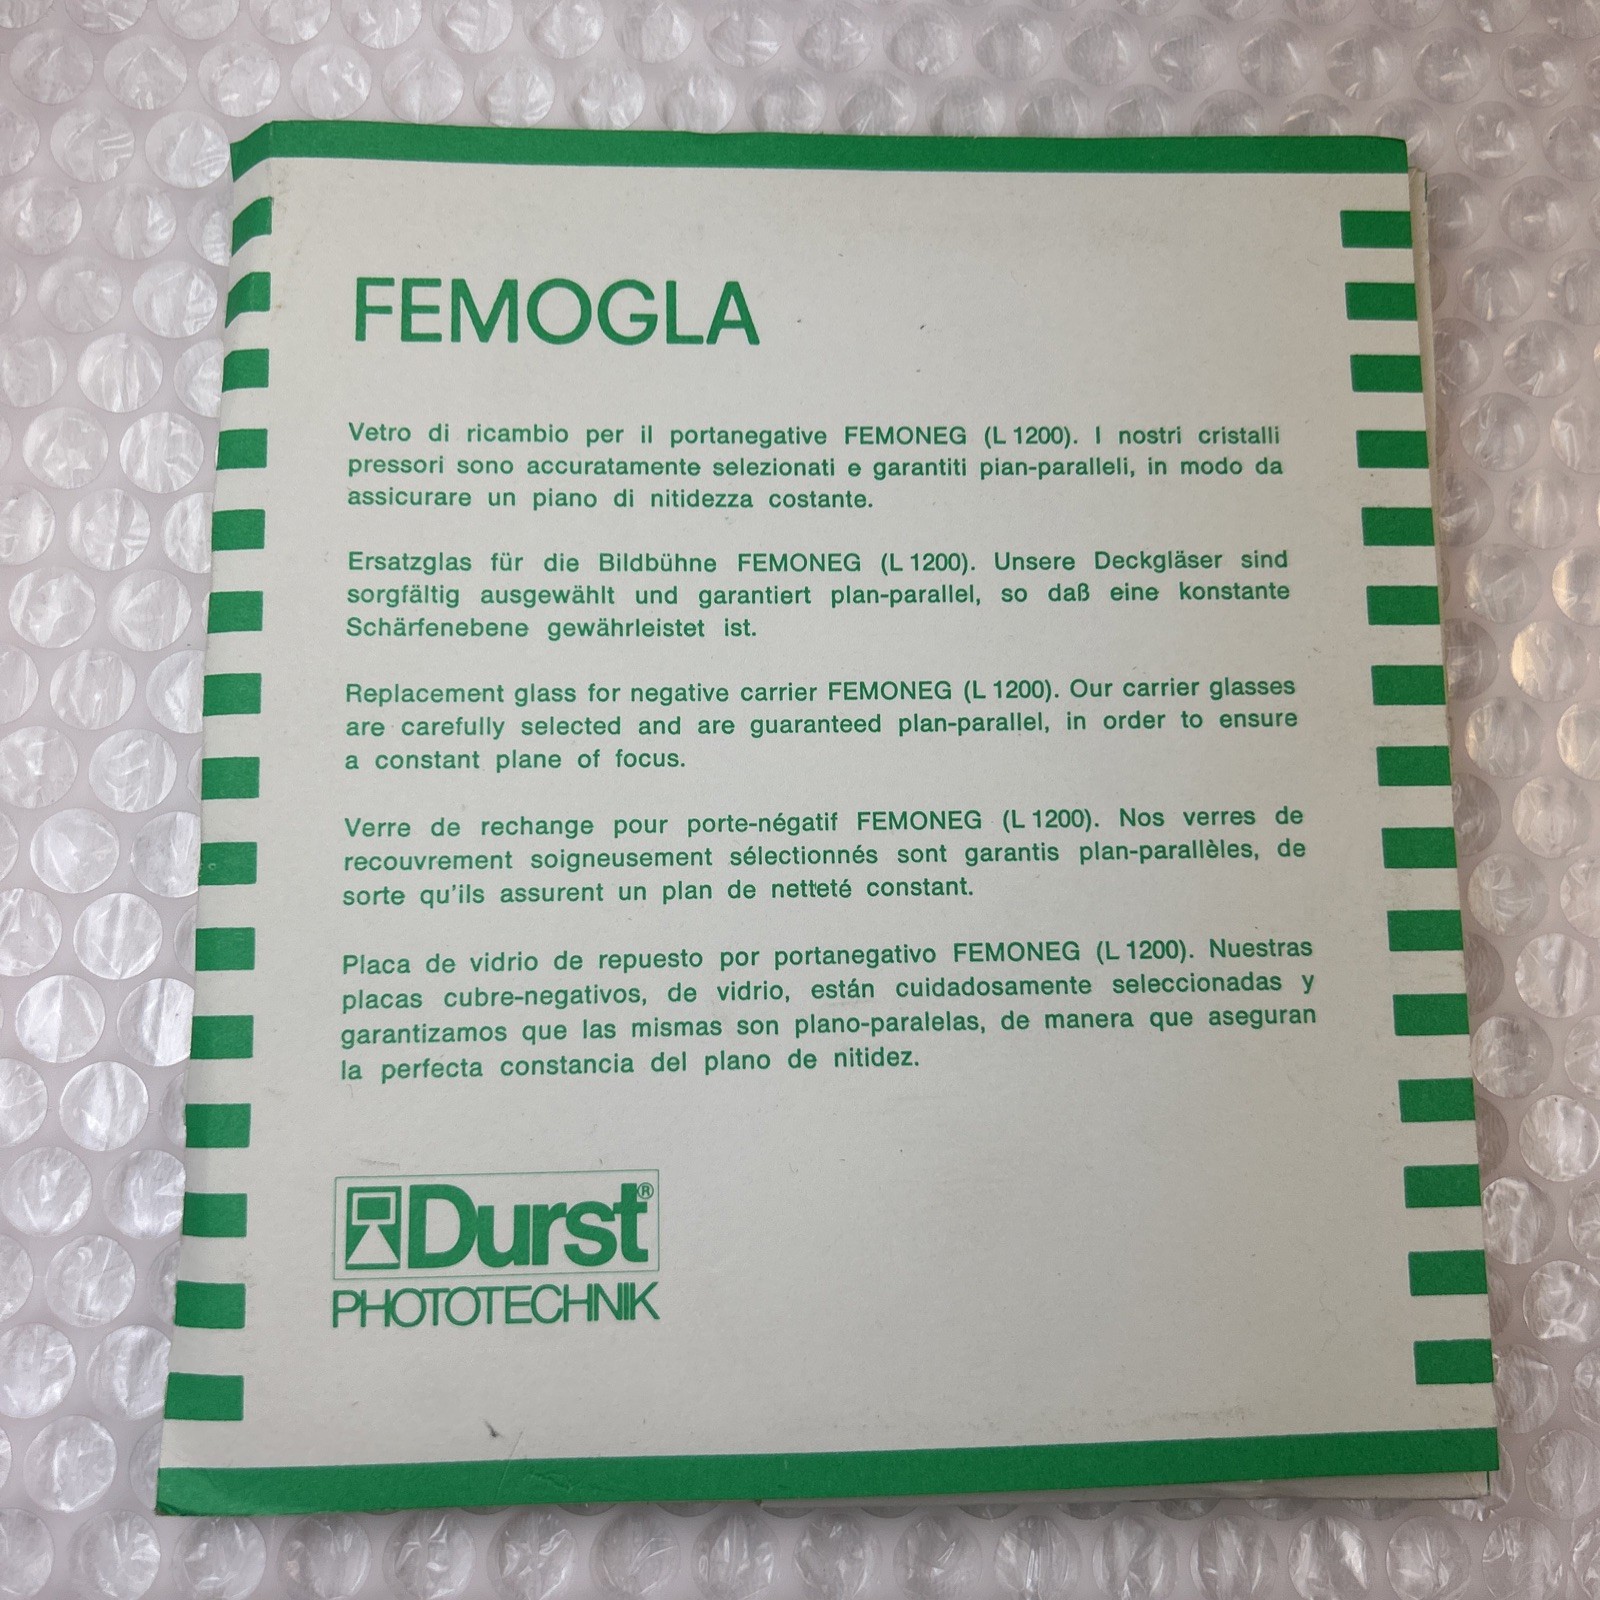 FEMOGLA
Vetro di ricambio per il portanegative FEMONEG (L 1200). I nostri cristalli
pressori sono accuratamente selezionati e garantiti pian-paralleli, in modo da
assicurare un piano di nitidezza costante.
Ersatzglas für die Bildbühne FEMONEG (L 1200). Unsere Deckgläser sind
sorgfältig ausgewählt und garantiert plan-parallel, so daß eine konstante
Schärfenebene gewährleistet ist.
Replacement glass for negative carrier FEMONEG (L 1200). Our carrier glasses
are carefully selected and are guaranteed plan-parallel, in order to ensure
a constant plane of focus.
Verre de rechange pour porte-négatif FEMONEG (L 1200). Nos verres de
recouvrement soigneusement sélectionnés sont garantis plan-parallèles, de
sorte qu'ils assurent un plan de netteté constant.
Placa de vidrio de repuesto por portanegativo FEMONEG (L 1200). Nuestras
placas cubre-negativos, de vidrio, están cuidadosamente seleccionadas y
garantizamos que las mismas son plano-paralelas, de manera que aseguran
la perfecta constancia del plano de nitidez.
Durst®
PHOTOTECHNIK